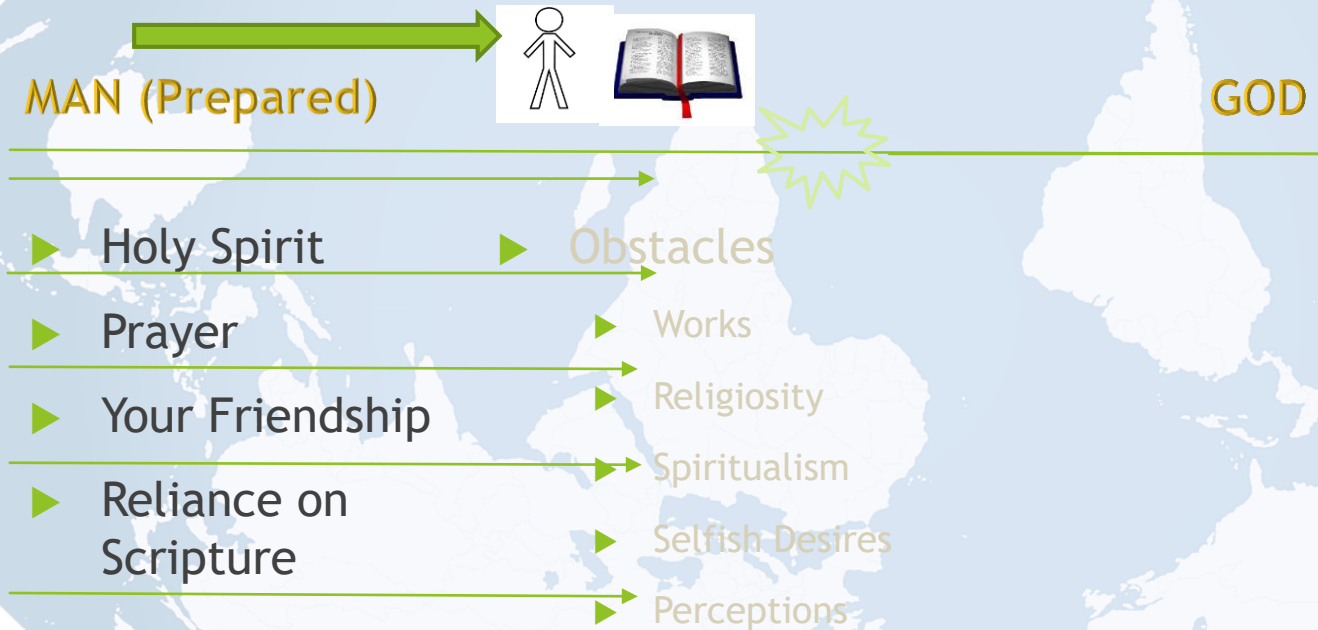 MAN (Prepared)
GOD
Holy Spirit
Prayer
Your Friendship
Reliance on
Scripture
Obstacles
Works
Religiosity
Spiritualism
Selfish Desires
Perceptions